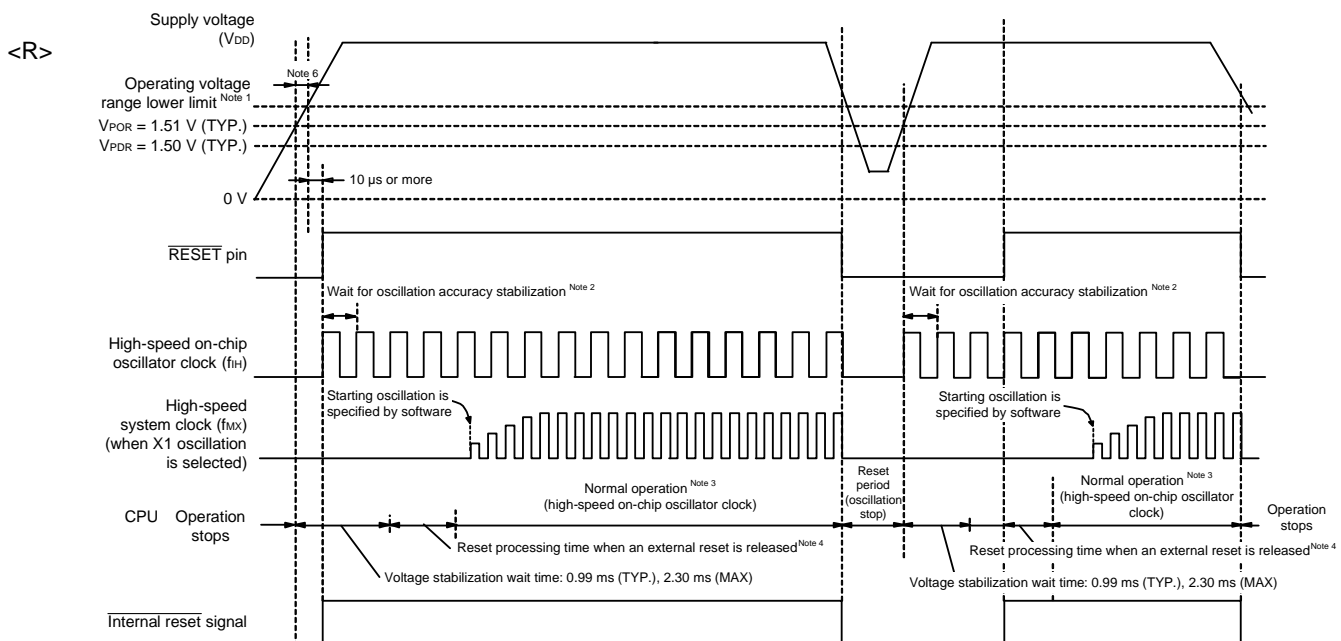 <R>
Supply voltage
(VDD)
Note 6
Operating voltage
range lower limit Note 1
VPOR = 1.51 V (TYP.)
VPDR = 1.50 V (TYP.)
10 μs or more
0 V
RESET pin
Wait for oscillation accuracy stabilization Note 2
Wait for oscillation accuracy stabilization Note 2
High-speed on-chip
oscillator clock (fIH)
Starting oscillation is
specified by software
Starting oscillation is
specified by software
High-speed
system clock (fMX)
(when X1 oscillation
is selected)
Normal operation Note 3
(high-speed on-chip oscillator clock)
Reset
period
(oscillation
stop)
Normal operation Note 3
(high-speed on-chip oscillator
clock)
CPU Operation
stops
Operation
stops
Reset processing time when an external reset is released Note 4
Reset processing time when an external reset is released Note 4
Voltage stabilization wait time: 0.99 ms (TYP.), 2.30 ms (MAX)
Voltage stabilization wait time: 0.99 ms (TYP.), 2.30 ms (MAX)
Internal reset signal